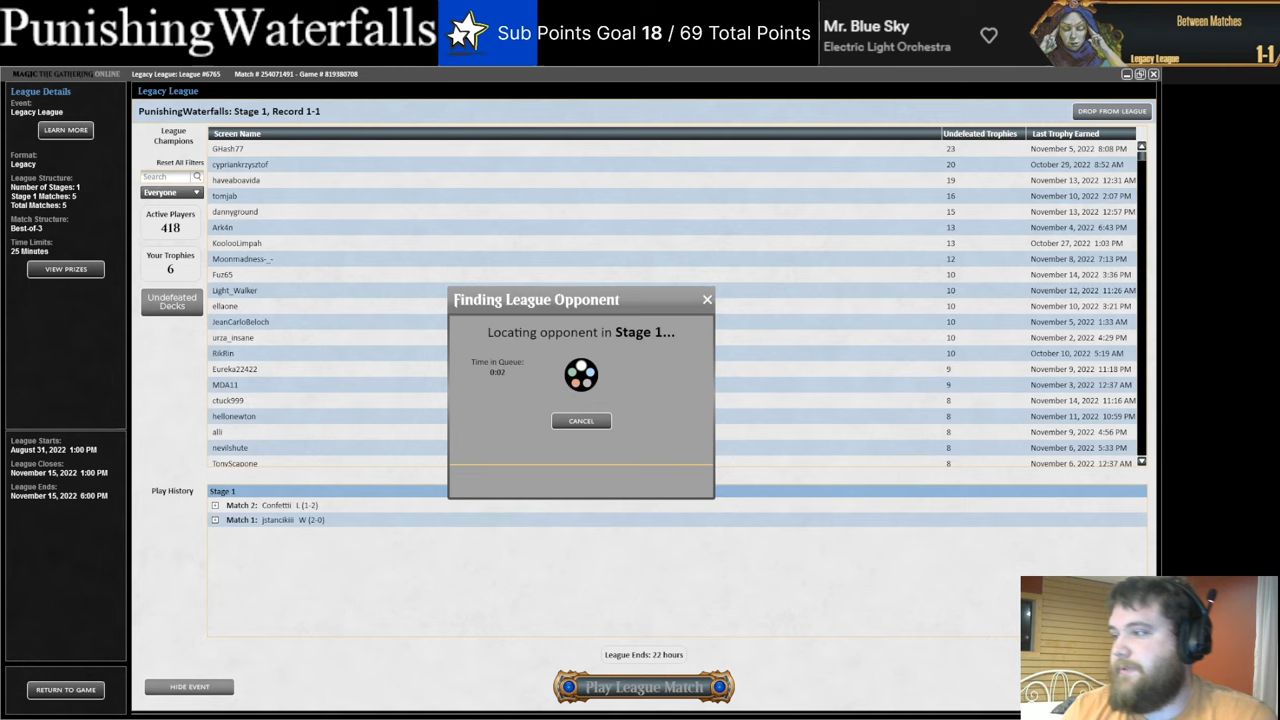 PunishingWaterfalls
Sub Points Goal 18 / 69 Total Points
Mr. Blue Sky
Electric Light Orchestra
Between Matches
Legacy League
1-1
MAGIC THE GATHERING ONLINE
Legacy League: League #6765
Match # 254071491 - Game # 819380708
League Details
Event:
Legacy League
LEARN MORE
Format:
Legacy
League Structure:
Number of Stages: 1
Stage 1 Matches: 5
Total Matches: 5
Match Structure:
Best-of-3
Time Limits:
25 Minutes
VIEW PRIZES
League Starts:
August 31, 2022 1:00 PM
League Closes:
November 15, 2022 1:00 PM
League Ends:
November 15, 2022 6:00 PM
RETURN TO GAME
Legacy League
PunishingWaterfalls: Stage 1, Record 1-1
DROP FROM LEAGUE
League
Champions
Reset All Filters
Search
Everyone
Active Players
418
Your Trophies
6
Undefeated
Decks
Screen Name Undefeated Trophies Last Trophy Earned
GHash77 23 November 5, 2022 8:08 PM
cypriankrzysztof 20 October 29, 2022 8:52 AM
haveaboavida 19 November 13, 2022 12:31 AM
tomjab 16 November 10, 2022 2:07 PM
dannyground 15 November 13, 2022 12:57 PM
Ark4n 13 November 4, 2022 6:43 PM
KoolooLimpah 13 October 27, 2022 1:03 PM
Moonmadness-_- 12 November 8, 2022 7:13 PM
Fuz65 10 November 14, 2022 3:36 PM
Light_Walker 10 November 12, 2022 11:26 AM
ellaone 10 November 10, 2022 3:21 PM
JeanCarloBeloch 10 November 5, 2022 1:33 AM
urza_insane 10 November 2, 2022 4:29 PM
RikRin 10 October 10, 2022 5:19 AM
Eureka22422 9 November 9, 2022 11:18 PM
MDA11 9 November 3, 2022 12:37 AM
ctuck999 8 November 14, 2022 11:16 AM
hellonewton 8 November 11, 2022 10:59 PM
alli 8 November 9, 2022 4:56 PM
nevilshute 8 November 6, 2022 5:33 PM
TonyScapone 8 November 6, 2022 12:37 AM
Finding League Opponent
Locating opponent in Stage 1...
Time in Queue:
0:02
CANCEL
Play History
Stage 1
Match 2: Confettii L (1-2)
Match 1: jstancikiii W (2-0)
League Ends: 22 hours
HIDE EVENT
Play League Match